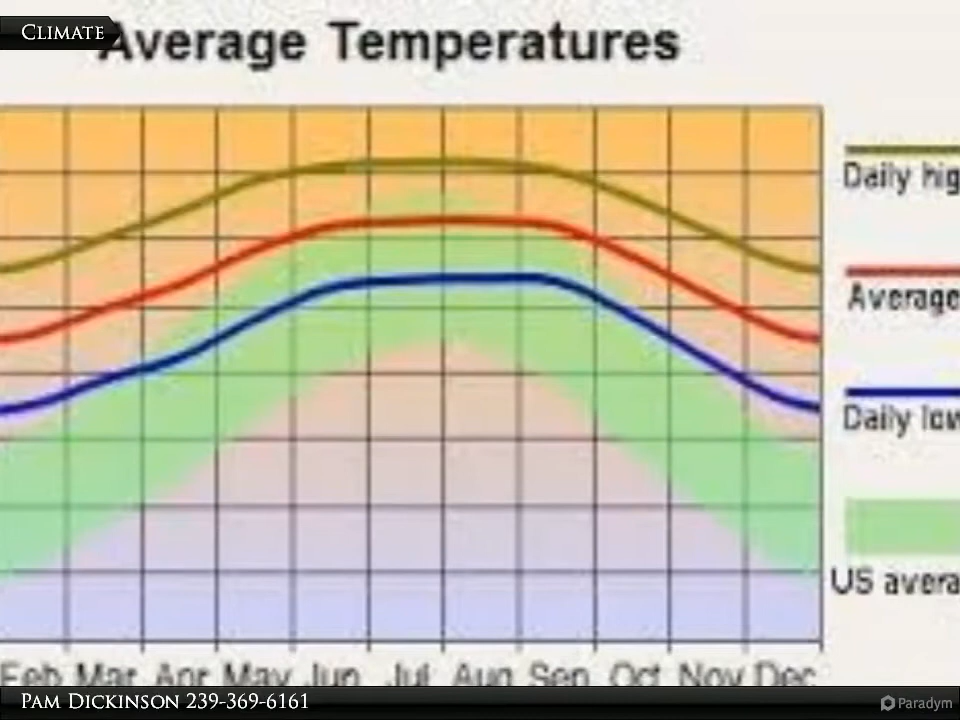 CLIMATE
Average Temperatures
Daily hig
Average
Daily low
US avera
Feb Mar Apr May Jun Jul Aug Sep Oct Nov Dec
PAM DICKINSON 239-369-6161
Paradym